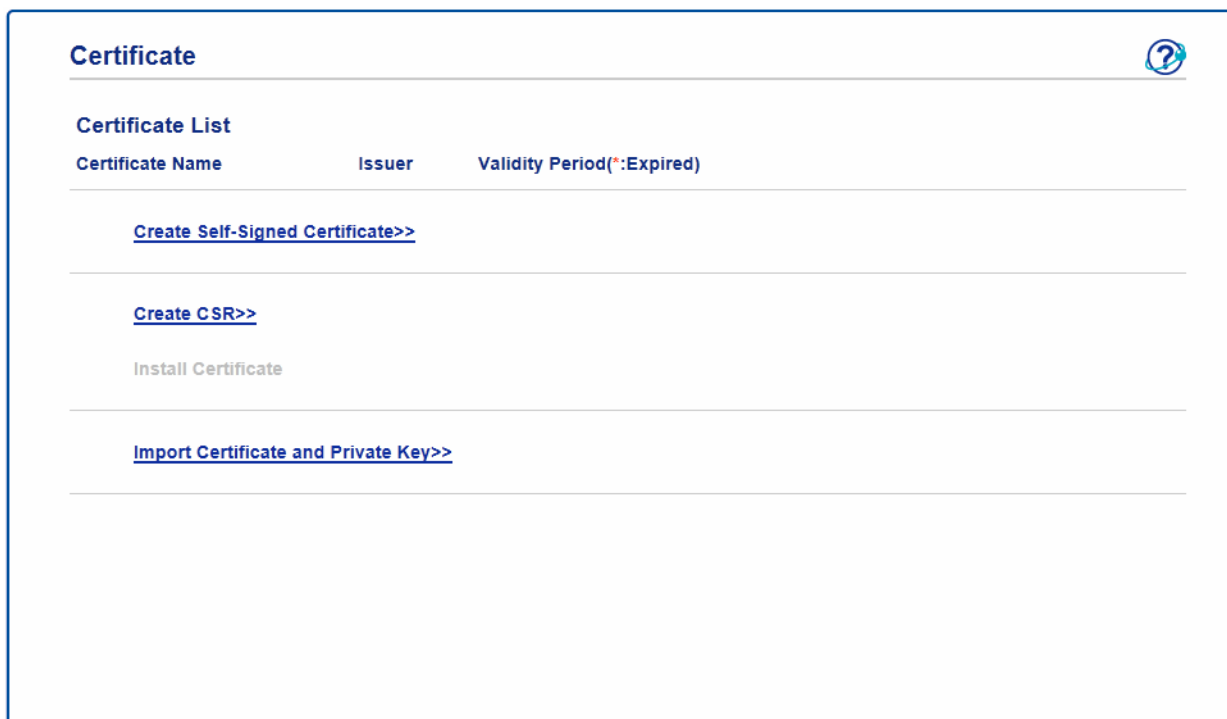 Certificate
Certificate List
Certificate Name Issuer Validity Period(*:Expired)
Create Self-Signed Certificate>>
Create CSR>>
Install Certificate
Import Certificate and Private Key>>